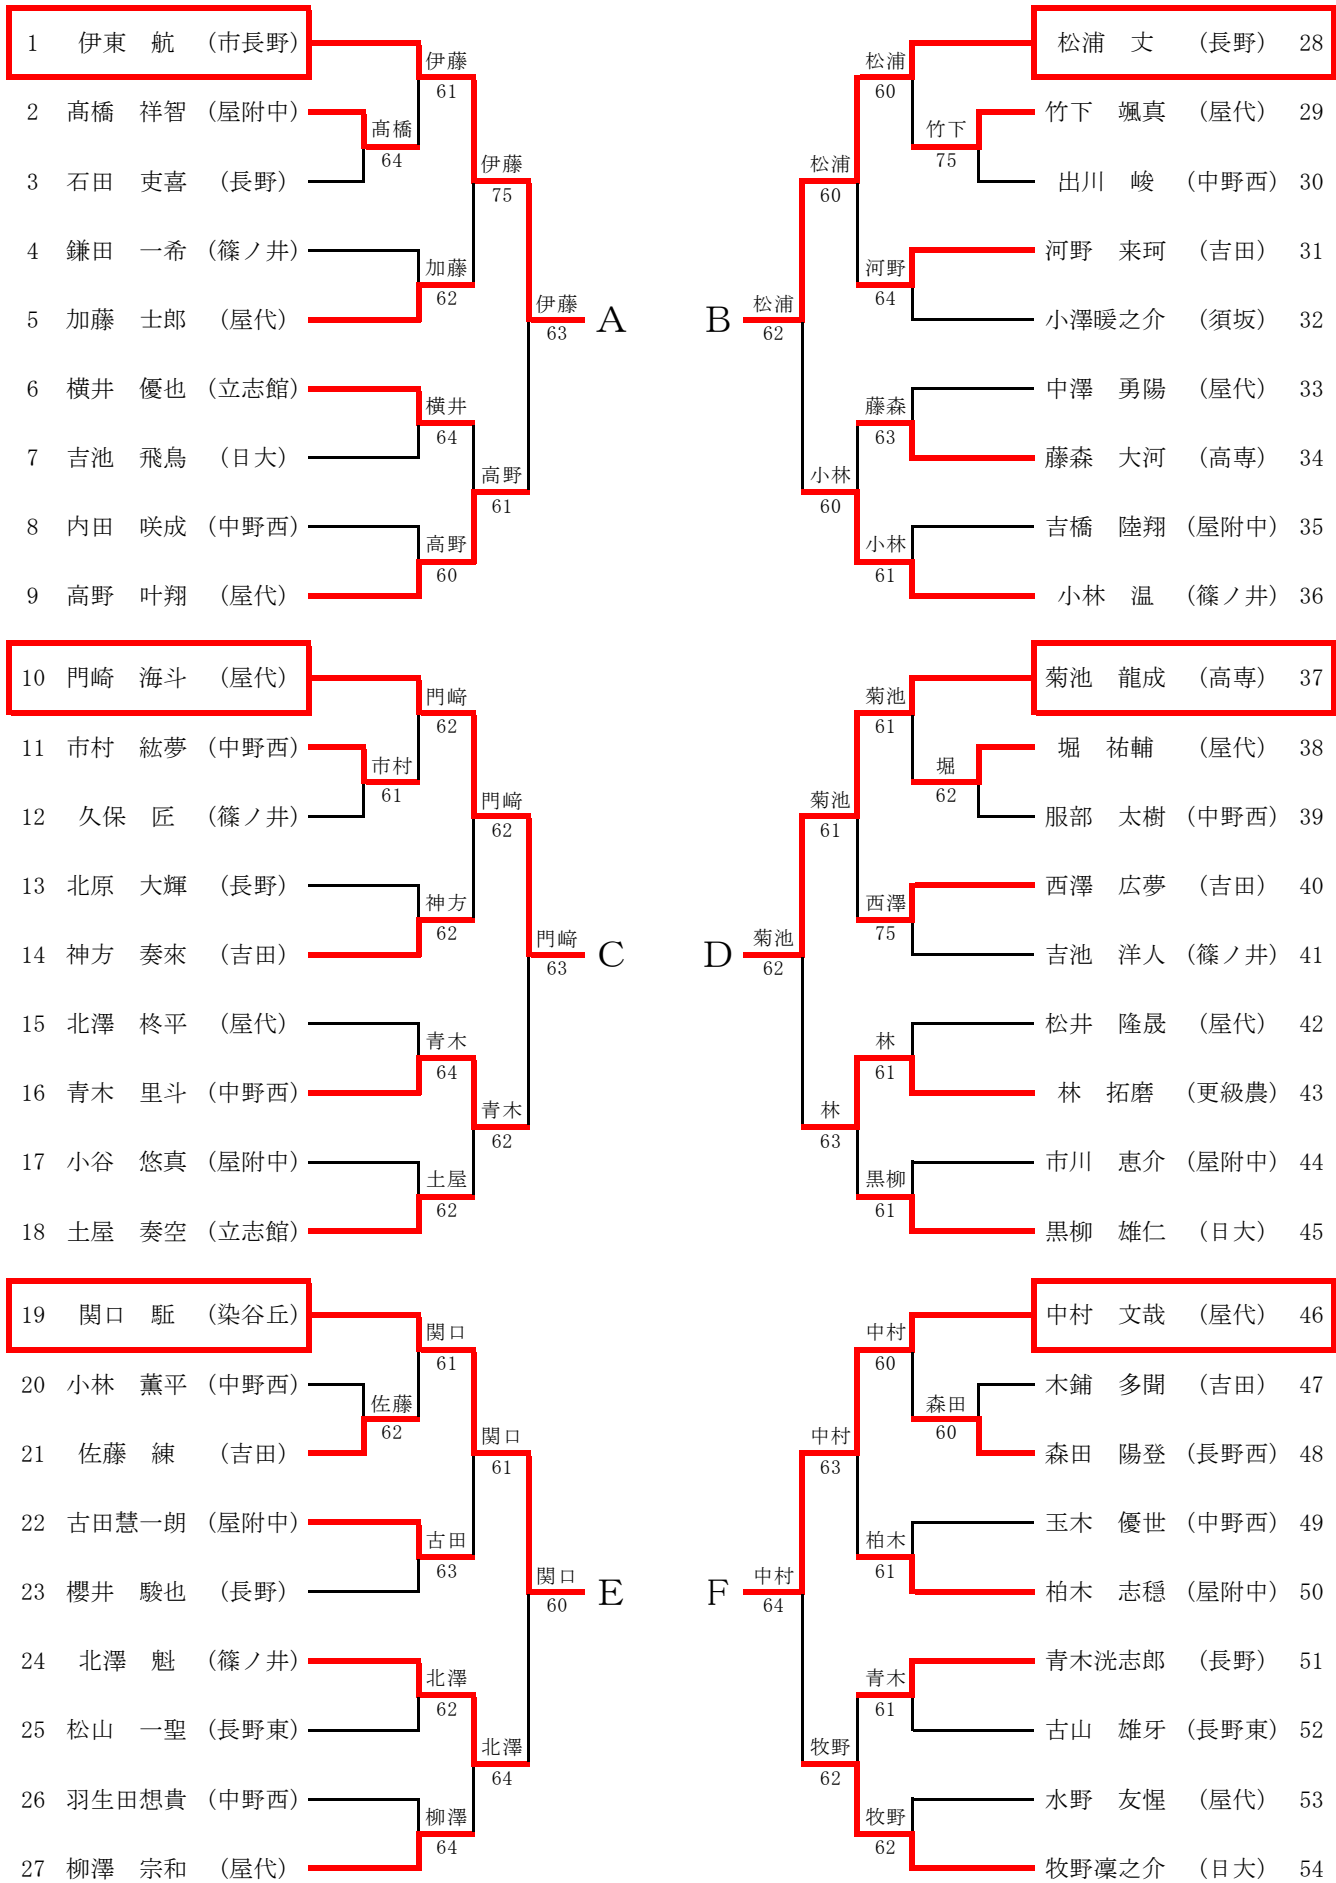 1 伊東 航 (市長野)
2 髙橋 祥智 (屋附中)
3 石田 吏喜 (長野)
4 鎌田 一希 (篠ノ井)
5 加藤 士郎 (屋代)
6 横井 優也 (立志館)
7 吉池 飛鳥 (日大)
8 内田 咲成 (中野西)
9 高野 叶翔 (屋代)
伊藤
61
髙橋
64
伊藤
75
加藤
62
伊藤
63
A
横井
64
高野
61
高野
60
松浦 丈 (長野) 28
竹下 颯真 (屋代) 29
出川 峻 (中野西) 30
河野 来珂 (吉田) 31
小澤暖之介 (須坂) 32
中澤 勇陽 (屋代) 33
藤森 大河 (高専) 34
吉橋 陸翔 (屋附中) 35
小林 温 (篠ノ井) 36
松浦
60
竹下
75
松浦
60
河野
64
B
松浦
62
藤森
63
小林
60
小林
61
10 門崎 海斗 (屋代)
11 市村 紘夢 (中野西)
12 久保 匠 (篠ノ井)
13 北原 大輝 (長野)
14 神方 奏來 (吉田)
15 北澤 柊平 (屋代)
16 青木 里斗 (中野西)
17 小谷 悠真 (屋附中)
18 土屋 奏空 (立志館)
門﨑
62
市村
61
門﨑
62
神方
62
門﨑
63
C
青木
64
青木
62
土屋
62
菊池 龍成 (高専) 37
堀 祐輔 (屋代) 38
服部 太樹 (中野西) 39
西澤 広夢 (吉田) 40
吉池 洋人 (篠ノ井) 41
松井 隆晟 (屋代) 42
林 拓磨 (更級農) 43
市川 恵介 (屋附中) 44
黒柳 雄仁 (日大) 45
菊池
61
堀
62
菊池
61
西澤
75
D
菊池
62
林
61
林
63
黒柳
61
19 関口 駈 (染谷丘)
20 小林 薫平 (中野西)
21 佐藤 練 (吉田)
22 古田慧一朗 (屋附中)
23 櫻井 駿也 (長野)
24 北澤 魁 (篠ノ井)
25 松山 一聖 (長野東)
26 羽生田想貴 (中野西)
27 柳澤 宗和 (屋代)
関口
61
佐藤
62
関口
61
古田
63
関口
60
E
北澤
62
北澤
64
柳澤
64
中村 文哉 (屋代) 46
木鋪 多聞 (吉田) 47
森田 陽登 (長野西) 48
玉木 優世 (中野西) 49
柏木 志穏 (屋附中) 50
青木洸志郎 (長野) 51
古山 雄牙 (長野東) 52
水野 友惺 (屋代) 53
牧野凜之介 (日大) 54
中村
60
森田
60
中村
63
柏木
61
F
中村
64
青木
61
牧野
62
牧野
62